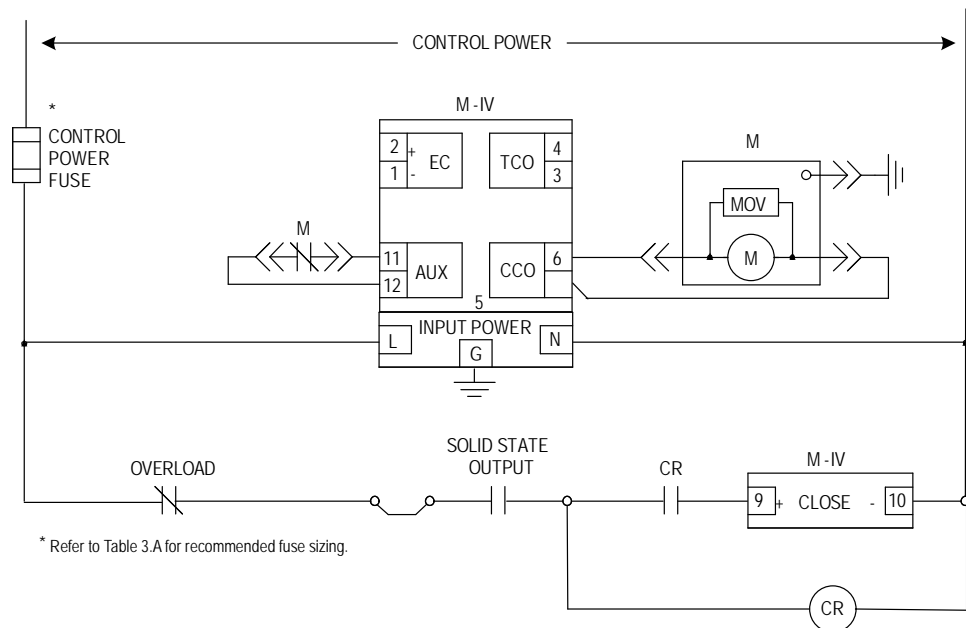 CONTROL POWER
*
CONTROL
POWER
FUSE
M-IV
2 + EC
1 -
TCO 4
3
M
MOV
M
M
11 AUX
12
CCO 6
5
INPUT POWER
L
G
N
OVERLOAD
SOLID STATE
OUTPUT
CR
M-IV
9 + CLOSE - 10
* Refer to Table 3.A for recommended fuse sizing.
CR